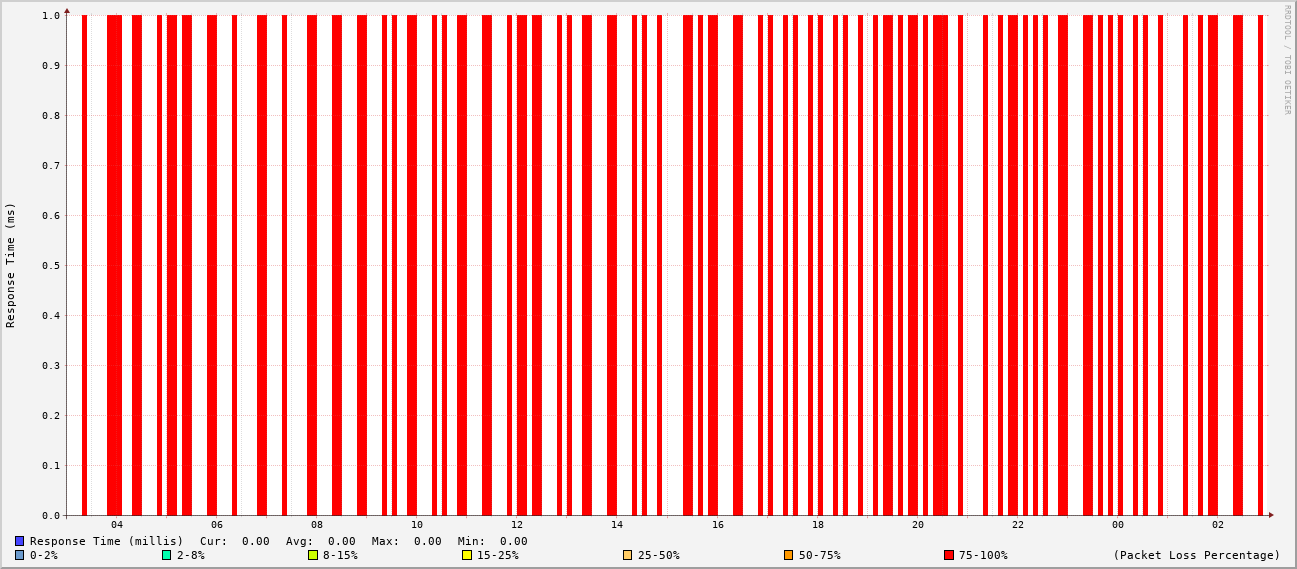 1.0
0.9
0.8
0.7
0.6
0.5
0.4
0.3
0.2
0.1
0.0
Response Time (ms)
RRDTOOL / TOBI OETIKER
04 06 08 10 12 14 16 18 20 22 00 02
Response Time (millis) Cur: 0.00 Avg: 0.00 Max: 0.00 Min: 0.00
0-2% 2-8% 8-15% 15-25% 25-50% 50-75% 75-100% (Packet Loss Percentage)